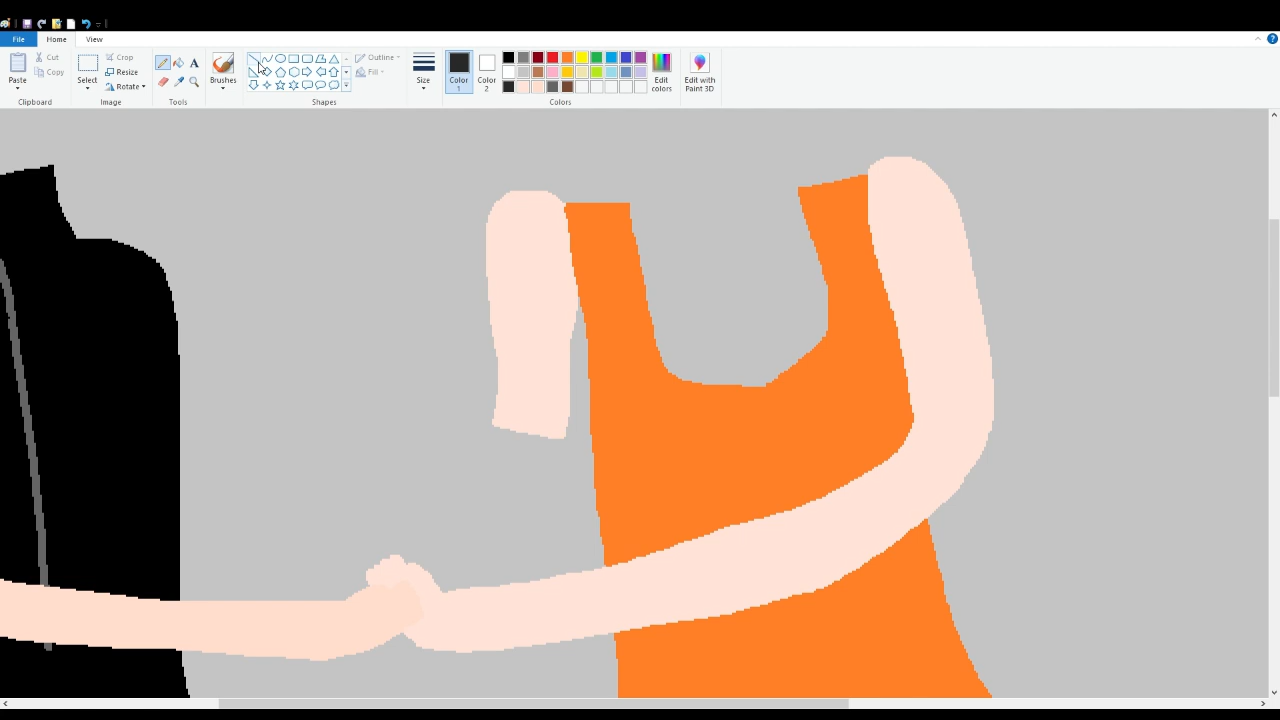 File Home View
Paste
Cut
Copy
Clipboard
Select
Crop
Resize
Rotate
Image
A
Tools
Brushes
Outline
Fill
Shapes
Size
Color
1
Color
2
Edit
colors
Colors
Edit with
Paint 3D